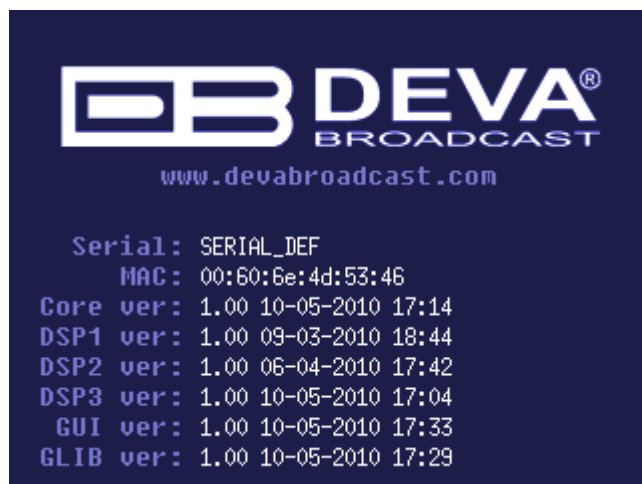 DB DEVA®
BROADCAST
www.devabroadcast.com
Serial: SERIAL_DEF
MAC: 00:60:6e:4d:53:46
Core ver: 1.00 10-05-2010 17:14
DSP1 ver: 1.00 09-03-2010 18:44
DSP2 ver: 1.00 06-04-2010 17:42
DSP3 ver: 1.00 10-05-2010 17:04
GUI ver: 1.00 10-05-2010 17:33
GLIB ver: 1.00 10-05-2010 17:29